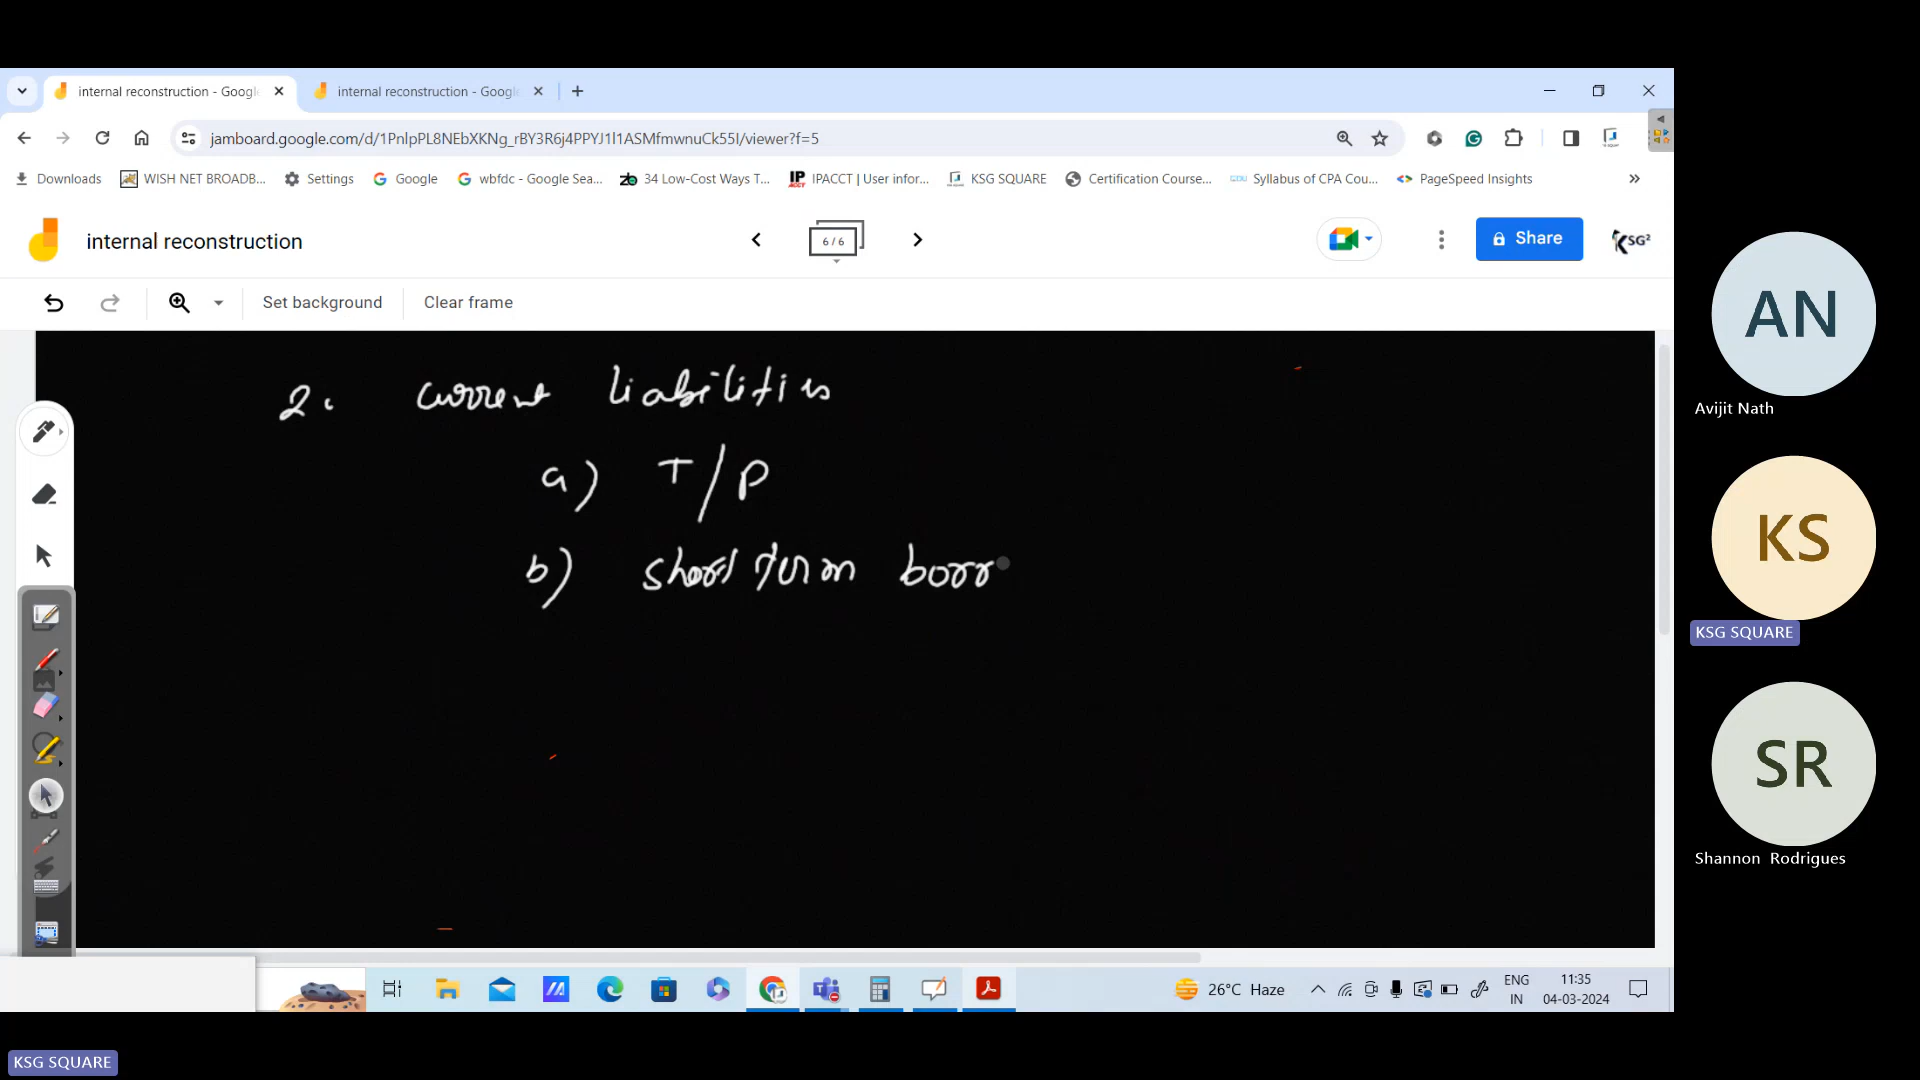 internal reconstruction - Googl
internal reconstruction - Googl
jamboard.google.com/d/1PnlpPL8NEbXKNg_rBY3R6j4PPYJ1l1ASMfmwnuCk55I/viewer?f=5
Downloads
WISH NET BROADB...
Settings
Google
wbfdc - Google Sea...
34 Low-Cost Ways T...
IPACCT | User infor...
KSG SQUARE
Certification Course...
Syllabus of CPA Cou...
PageSpeed Insights
internal reconstruction
6 / 6
Share
KSG²
Set background
Clear frame
2. current liabilities
a) T/P
b) short term borr
AN
Avijit Nath
KS
KSG SQUARE
SR
Shannon Rodrigues
26°C Haze
ENG
IN
11:35
04-03-2024
KSG SQUARE